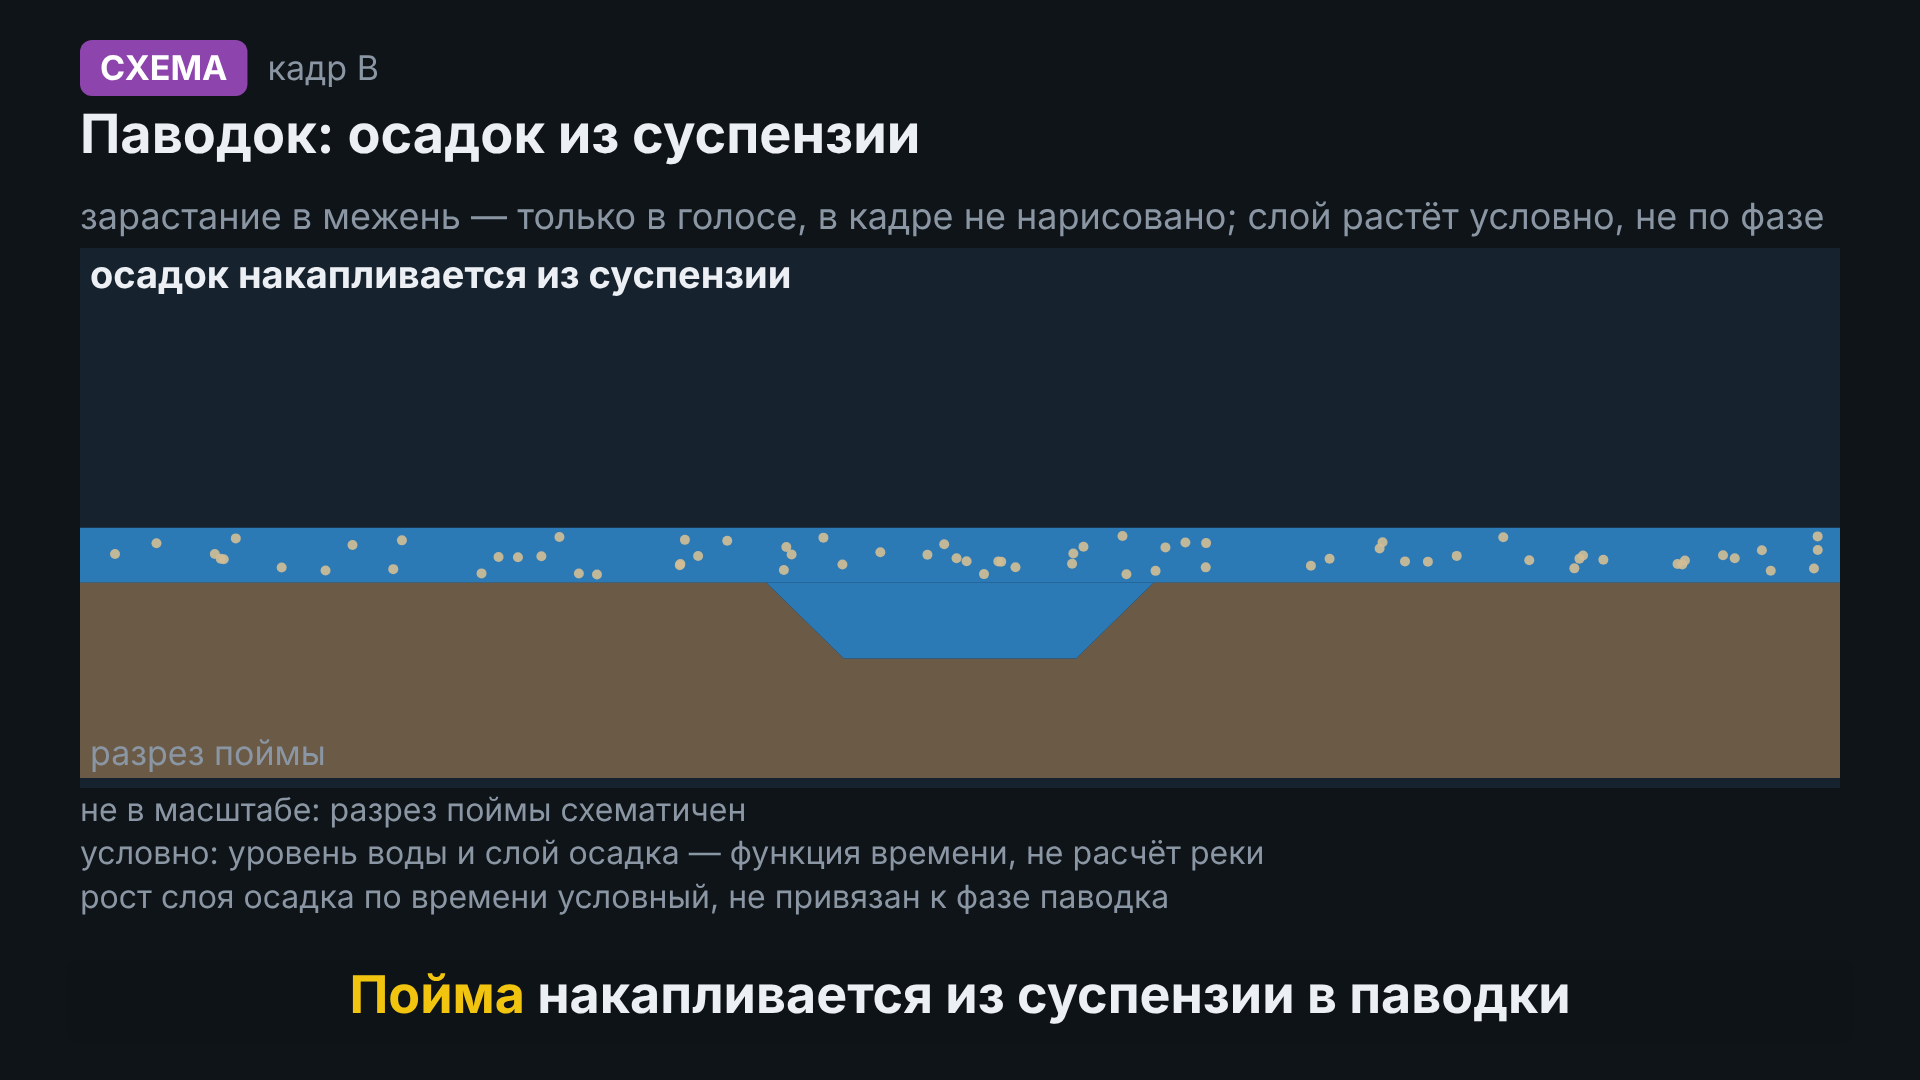 СХЕМА кадр B
Паводок: осадок из суспензии
зарастание в межень — только в голосе, в кадре не нарисовано; слой растёт условно, не по фазе
осадок накапливается из суспензии
разрез поймы
не в масштабе: разрез поймы схематичен
условно: уровень воды и слой осадка — функция времени, не расчёт реки
рост слоя осадка по времени условный, не привязан к фазе паводка
Пойма накапливается из суспензии в паводки